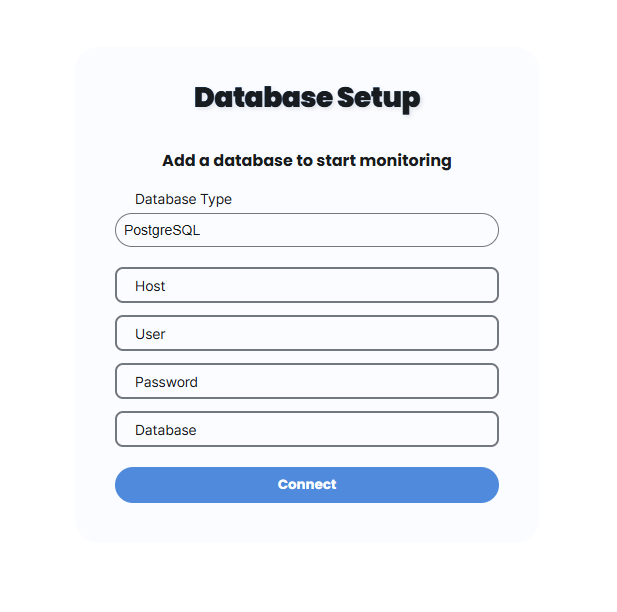 Database Setup
Add a database to start monitoring
Database Type
PostgreSQL
Host
User
Password
Database
Connect